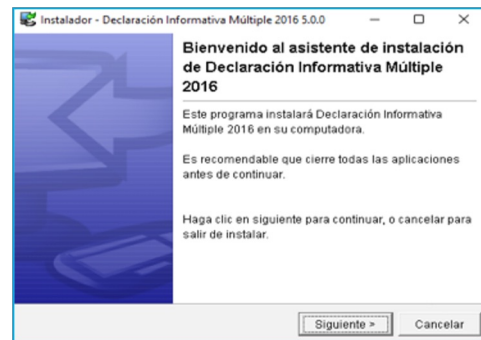 Instalador - Declaración Informativa Múltiple 2016 5.0.0
Bienvenido al asistente de instalación
de Declaración Informativa Múltiple
2016
Este programa instalará Declaración Informativa
Múltiple 2016 en su computadora.
Es recomendable que cierre todas las aplicaciones
antes de continuar.
Haga clic en siguiente para continuar, o cancelar para
salir de instalar.
Siguiente > Cancelar